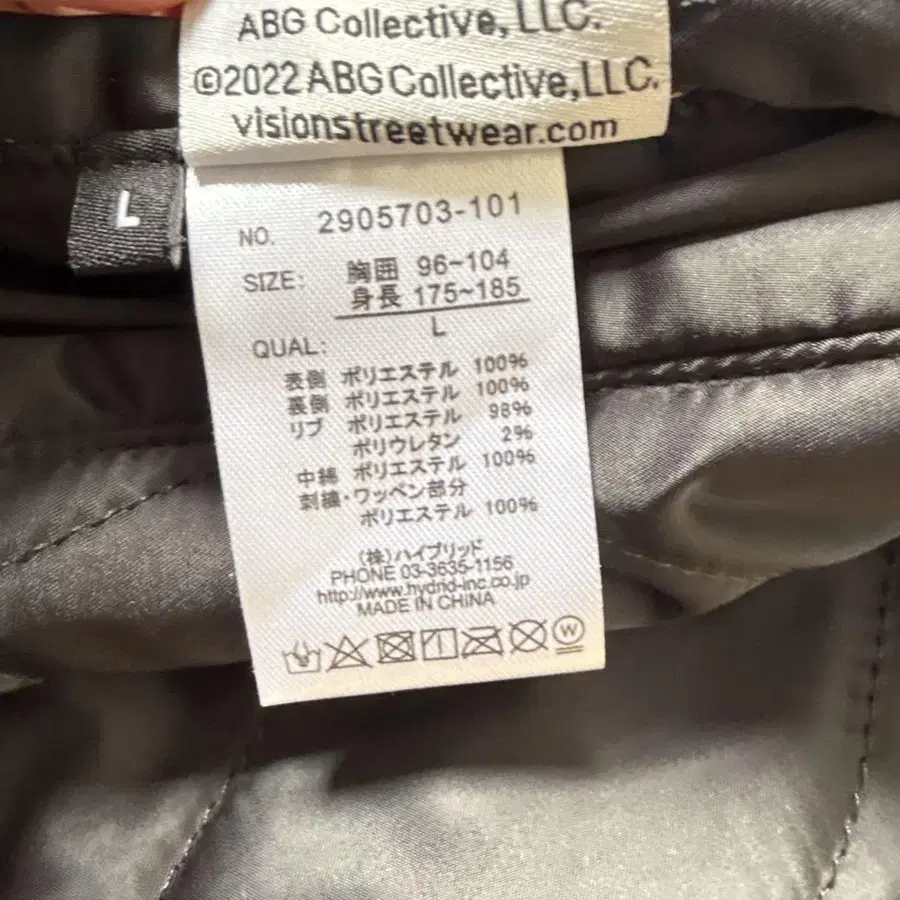 ABG Collective, LLC.
©2022 ABG Collective, LLC.
visionstreetwear.com
L
NO. 2905703-101
SIZE: 胸囲 96~104
身長 175~185
L
QUAL:
表側 ポリエステル 100%
裏側 ポリエステル 100%
リブ ポリエステル 98%
ポリウレタン 2%
中綿 ポリエステル 100%
刺繍・ワッペン部分
ポリエステル 100%
(株)ハイブリッド
PHONE 03-3635-1156
http://www.hydrid-inc.co.jp
MADE IN CHINA
W